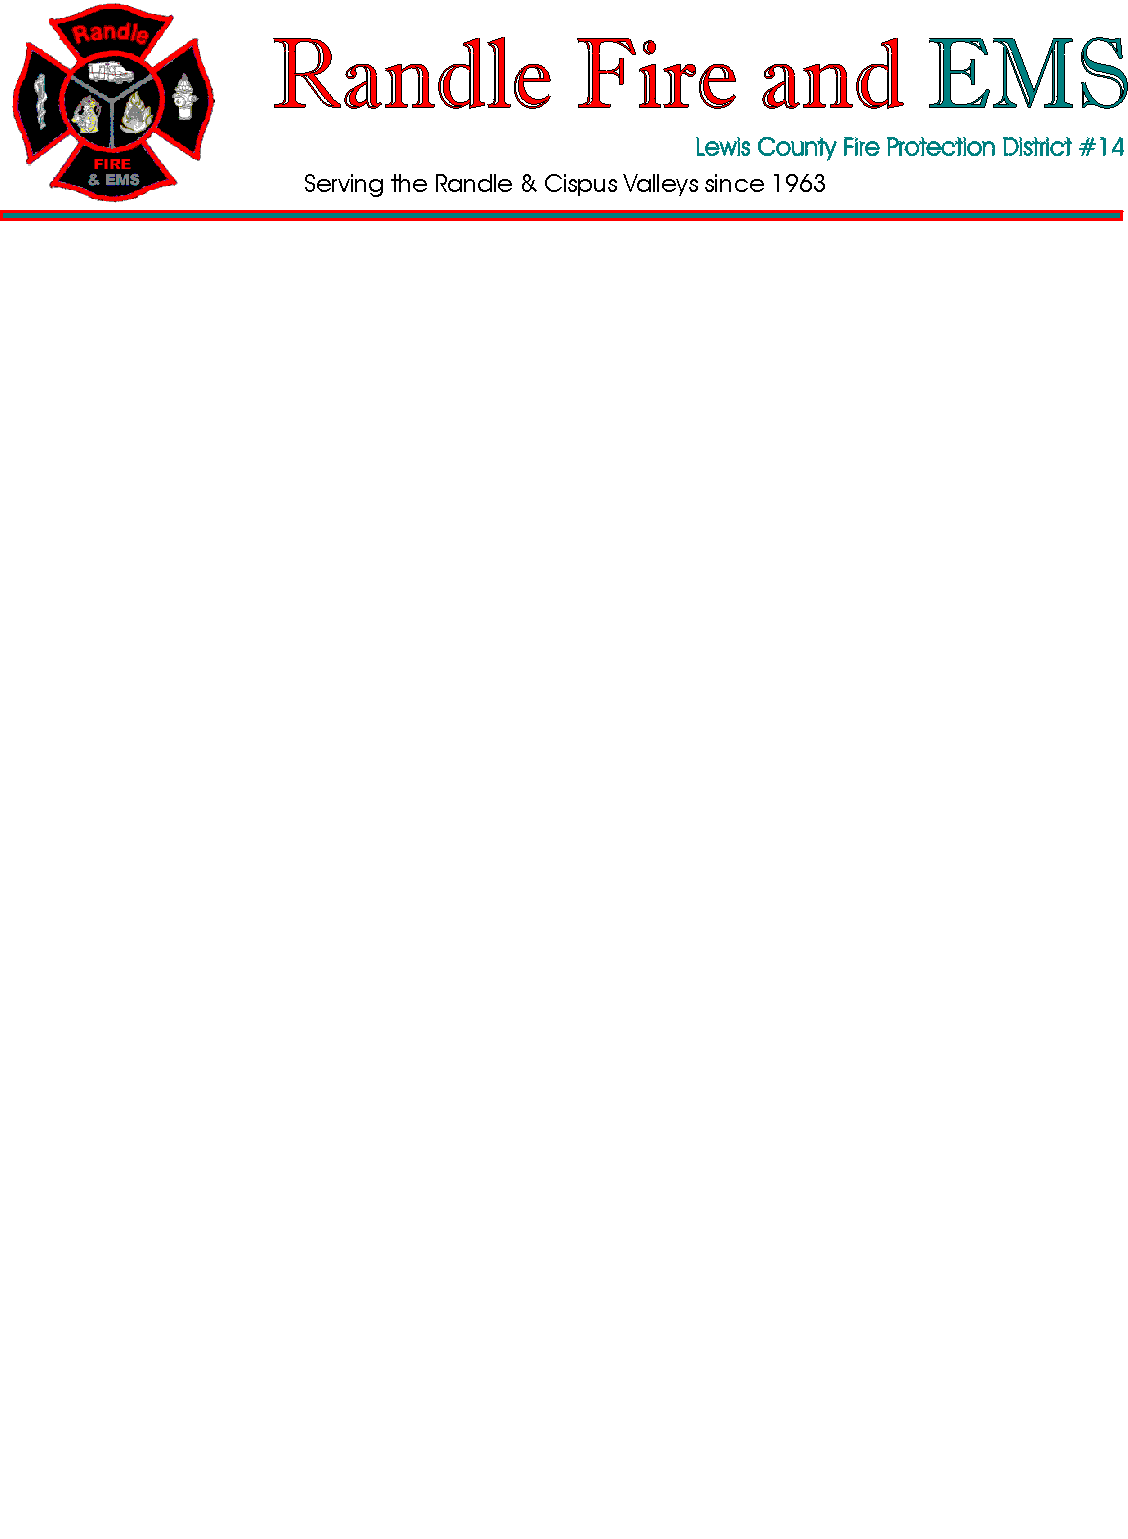 Randle
FIRE
& EMS
Randle Fire and EMS
Lewis County Fire Protection District #14
Serving the Randle & Cispus Valleys since 1963